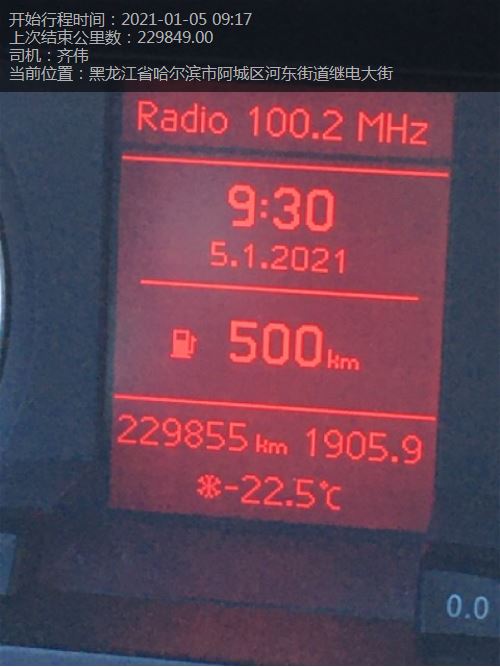 开始行程时间：2021-01-05 09:17
上次结束公里数：229849.00
司机：齐伟
当前位置：黑龙江省哈尔滨市阿城区河东街道继电大街
Radio 100.2 MHz
9:30
5.1.2021
500km
229855 km 1905.9
-22.5℃
0.0